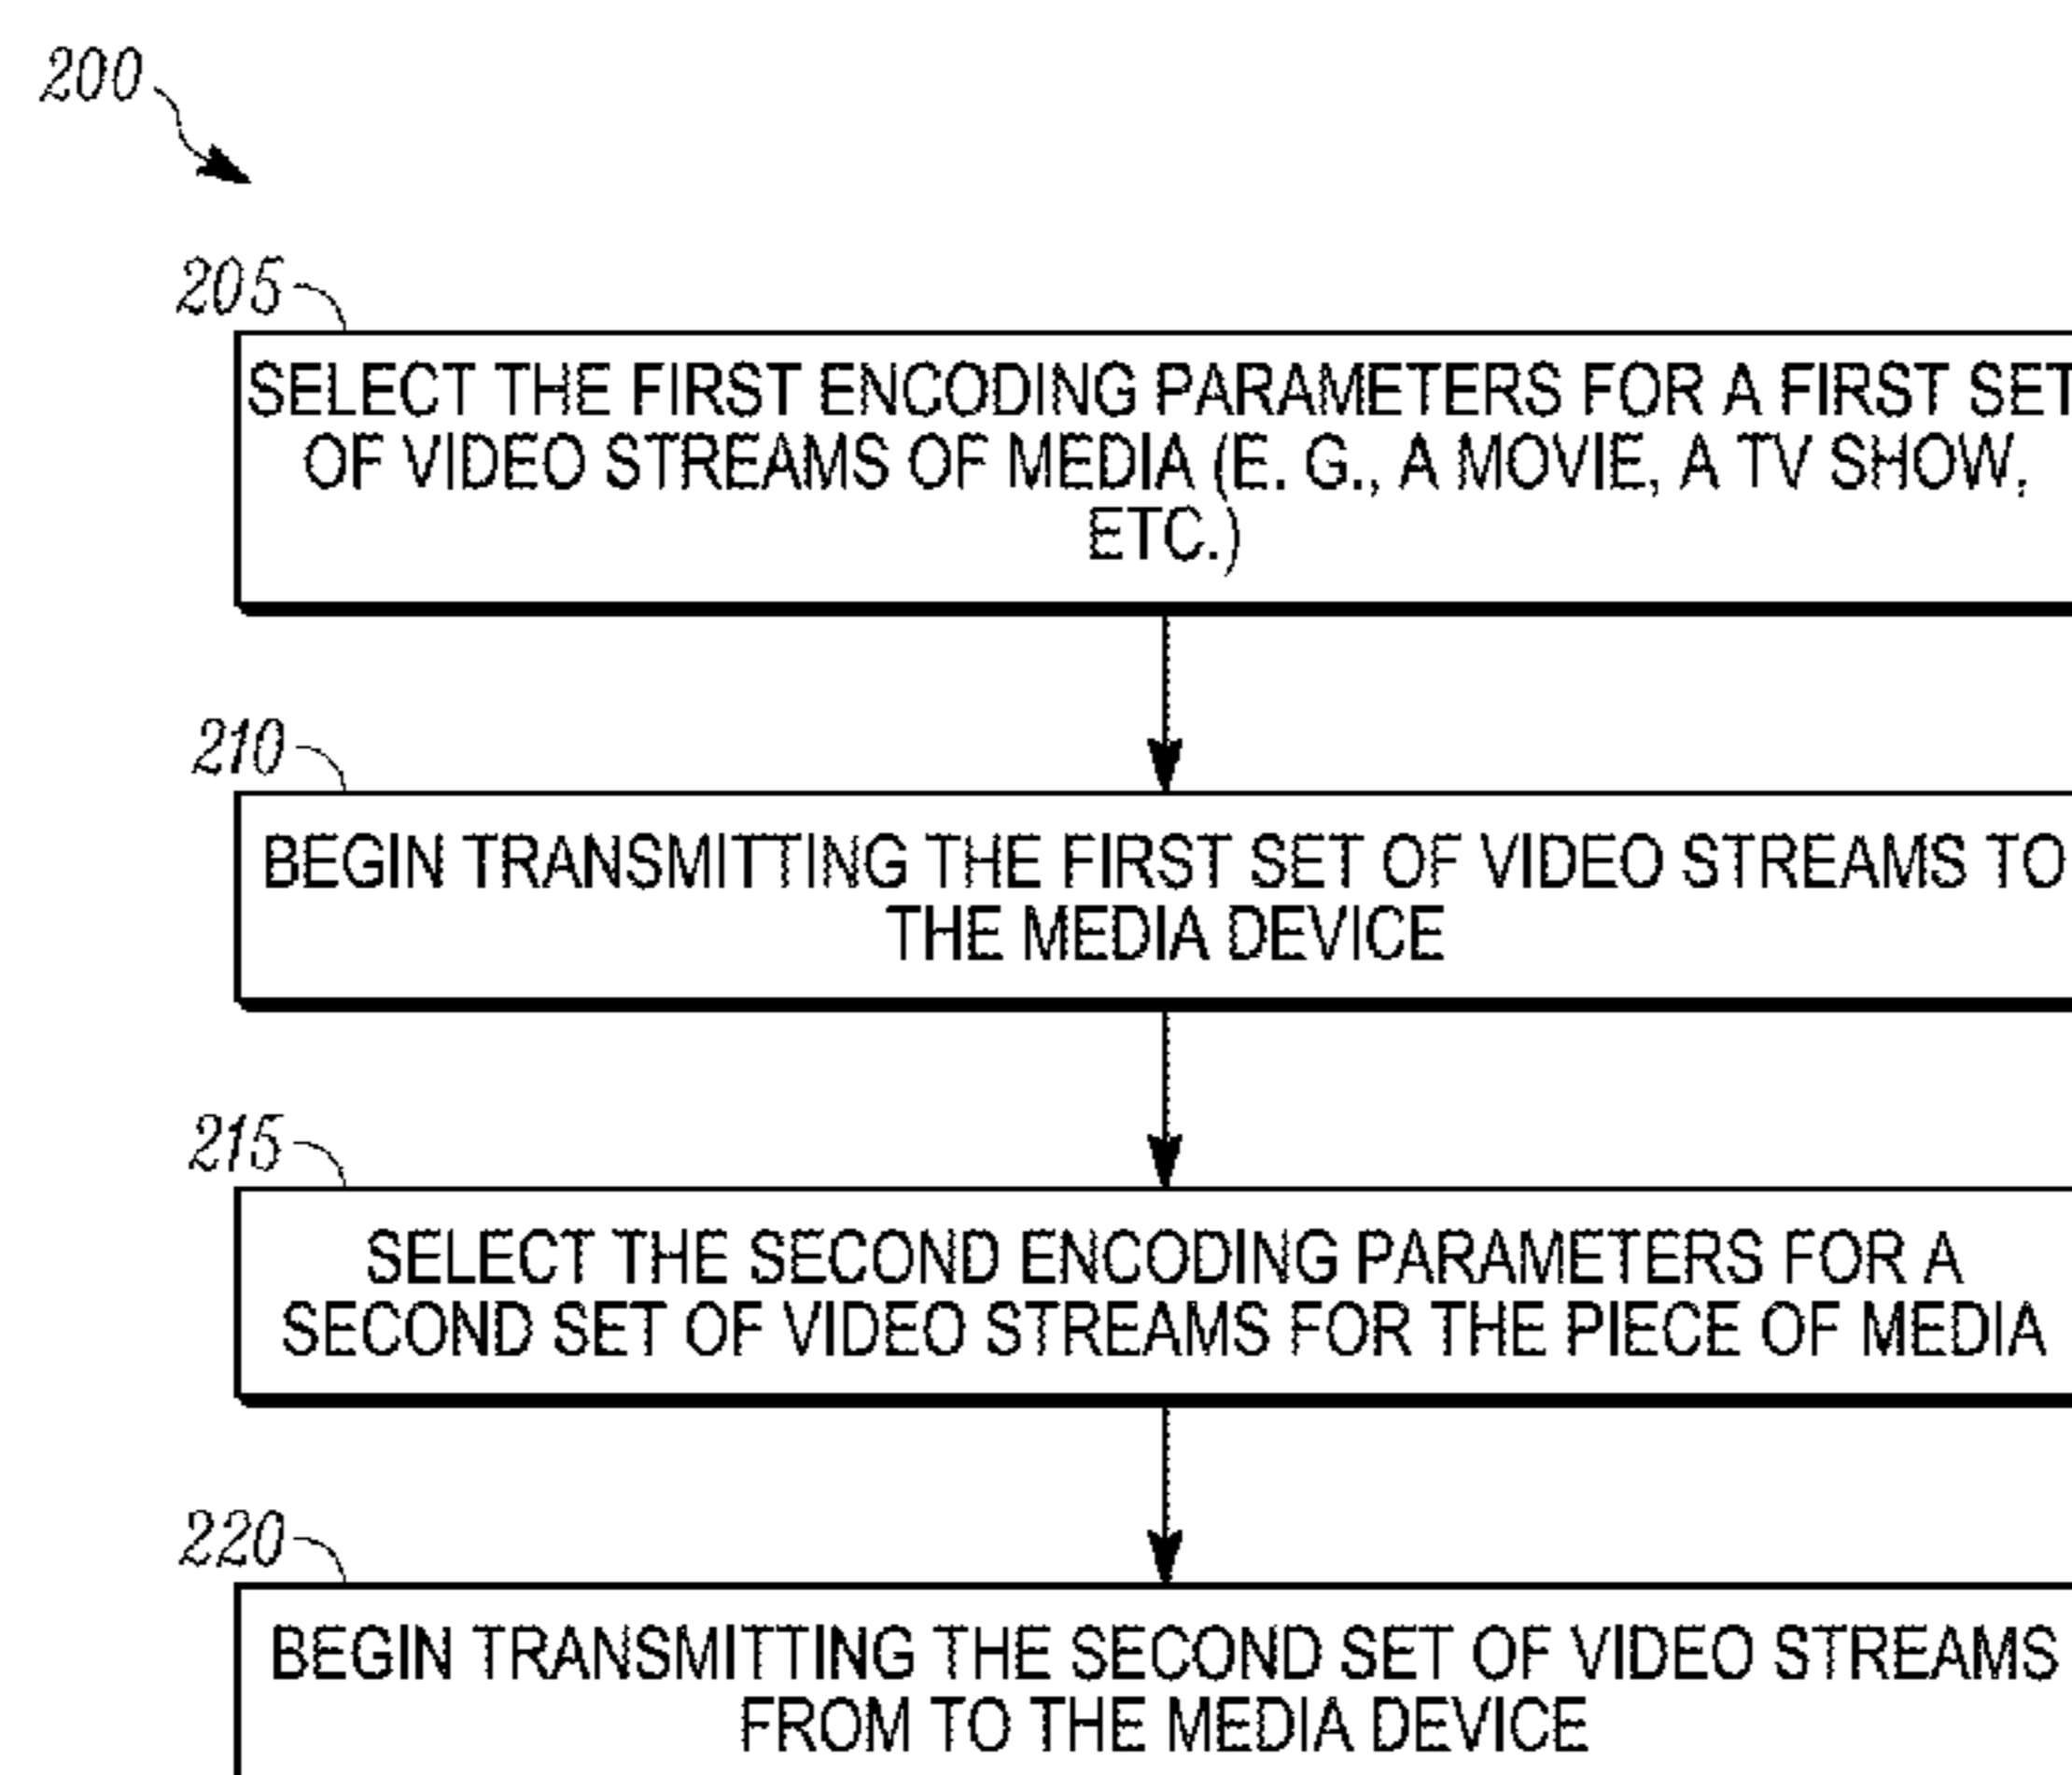 200
205
SELECT THE FIRST ENCODING PARAMETERS FOR A FIRST SET
OF VIDEO STREAMS OF MEDIA (E. G., A MOVIE, A TV SHOW,
ETC.)
210
BEGIN TRANSMITTING THE FIRST SET OF VIDEO STREAMS TO
THE MEDIA DEVICE
215
SELECT THE SECOND ENCODING PARAMETERS FOR A
SECOND SET OF VIDEO STREAMS FOR THE PIECE OF MEDIA
220
BEGIN TRANSMITTING THE SECOND SET OF VIDEO STREAMS
FROM TO THE MEDIA DEVICE